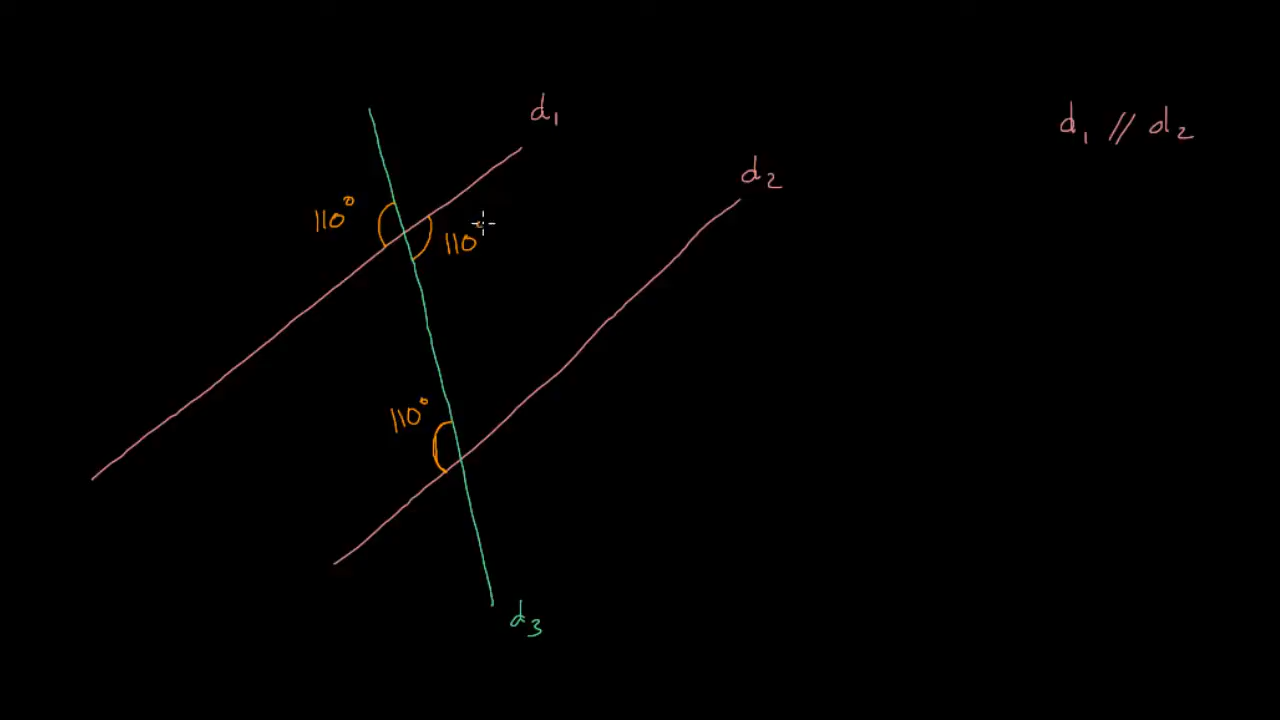 d₁
d₁ // d₂
d₂
110°
110°
110°
d₃